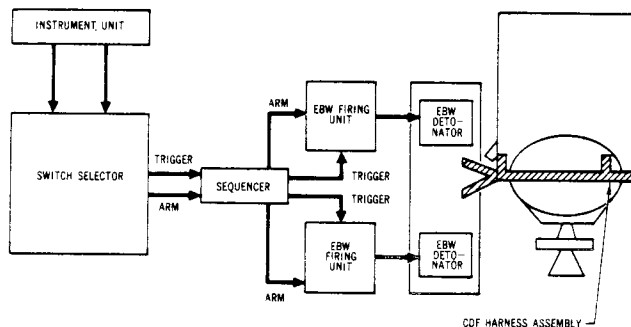 INSTRUMENT UNIT
SWITCH SELECTOR
TRIGGER
ARM
SEQUENCER
ARM
EBW FIRING
UNIT
TRIGGER
TRIGGER
EBW
FIRING
UNIT
ARM
EBW
DETO-
NATOR
EBW
DETO-
NATOR
CDF HARNESS ASSEMBLY